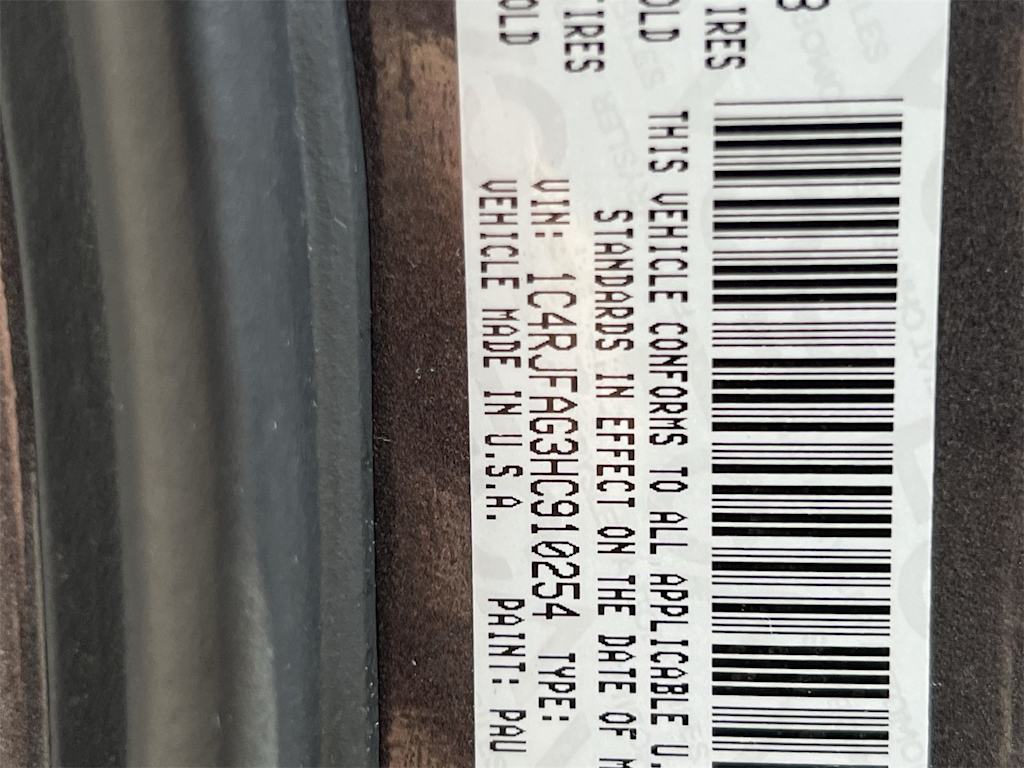 8
IRES
OLD THIS VEHICLE CONFORMS TO ALL APPLICABLE U.
STANDARDS IN EFFECT ON THE DATE OF M
IRES
VIN: 1C4RJFAG3HC910254 TYPE:
OLD VEHICLE MADE IN U.S.A. PAINT: PAU